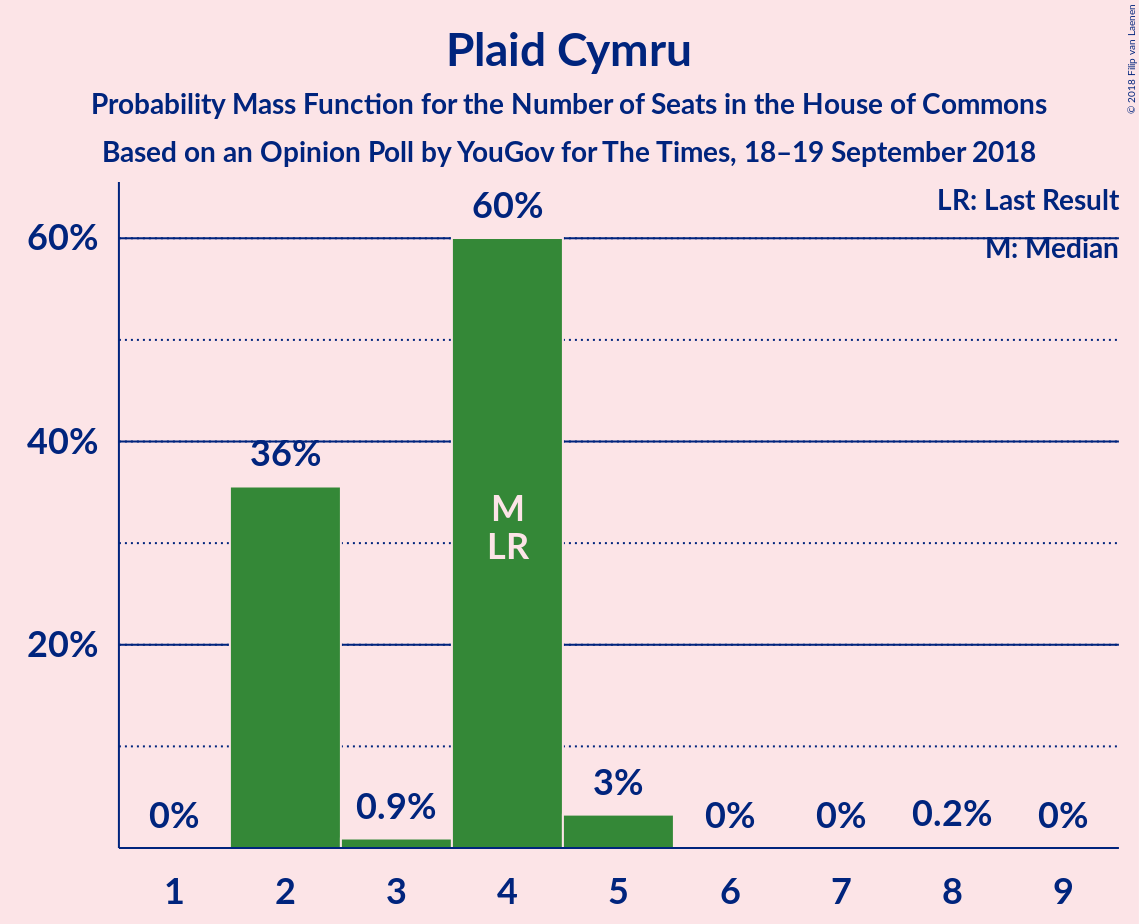 Plaid Cymru
Probability Mass Function for the Number of Seats in the House of Commons
Based on an Opinion Poll by YouGov for The Times, 18–19 September 2018
© 2018 Filip van Laenen
LR: Last Result
M: Median
60%
40%
20%
0%
36%
0.9%
60%
M
LR
3%
0%
0%
0.2%
0%
1 2 3 4 5 6 7 8 9